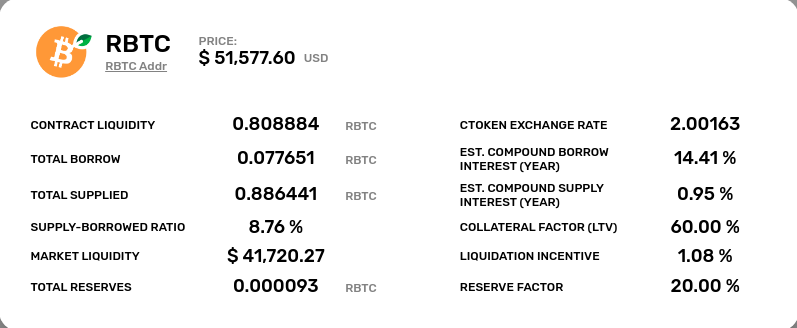 RBTC
RBTC Addr
PRICE:
$ 51,577.60 USD
CONTRACT LIQUIDITY 0.808884 RBTC
TOTAL BORROW 0.077651 RBTC
TOTAL SUPPLIED 0.886441 RBTC
SUPPLY-BORROWED RATIO 8.76 %
MARKET LIQUIDITY $ 41,720.27
TOTAL RESERVES 0.000093 RBTC
CTOKEN EXCHANGE RATE 2.00163
EST. COMPOUND BORROW
INTEREST (YEAR) 14.41 %
EST. COMPOUND SUPPLY
INTEREST (YEAR) 0.95 %
COLLATERAL FACTOR (LTV) 60.00 %
LIQUIDATION INCENTIVE 1.08 %
RESERVE FACTOR 20.00 %